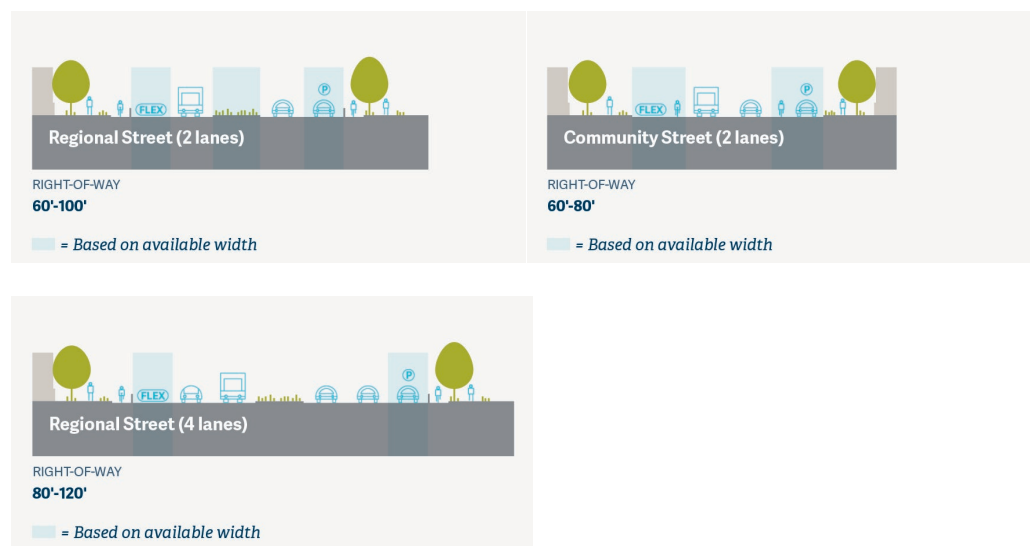 P
FLEX
Regional Street (2 lanes)
RIGHT-OF-WAY
60'-100'
= Based on available width
P
FLEX
Community Street (2 lanes)
RIGHT-OF-WAY
60'-80'
= Based on available width
P
FLEX
Regional Street (4 lanes)
RIGHT-OF-WAY
80'-120'
= Based on available width